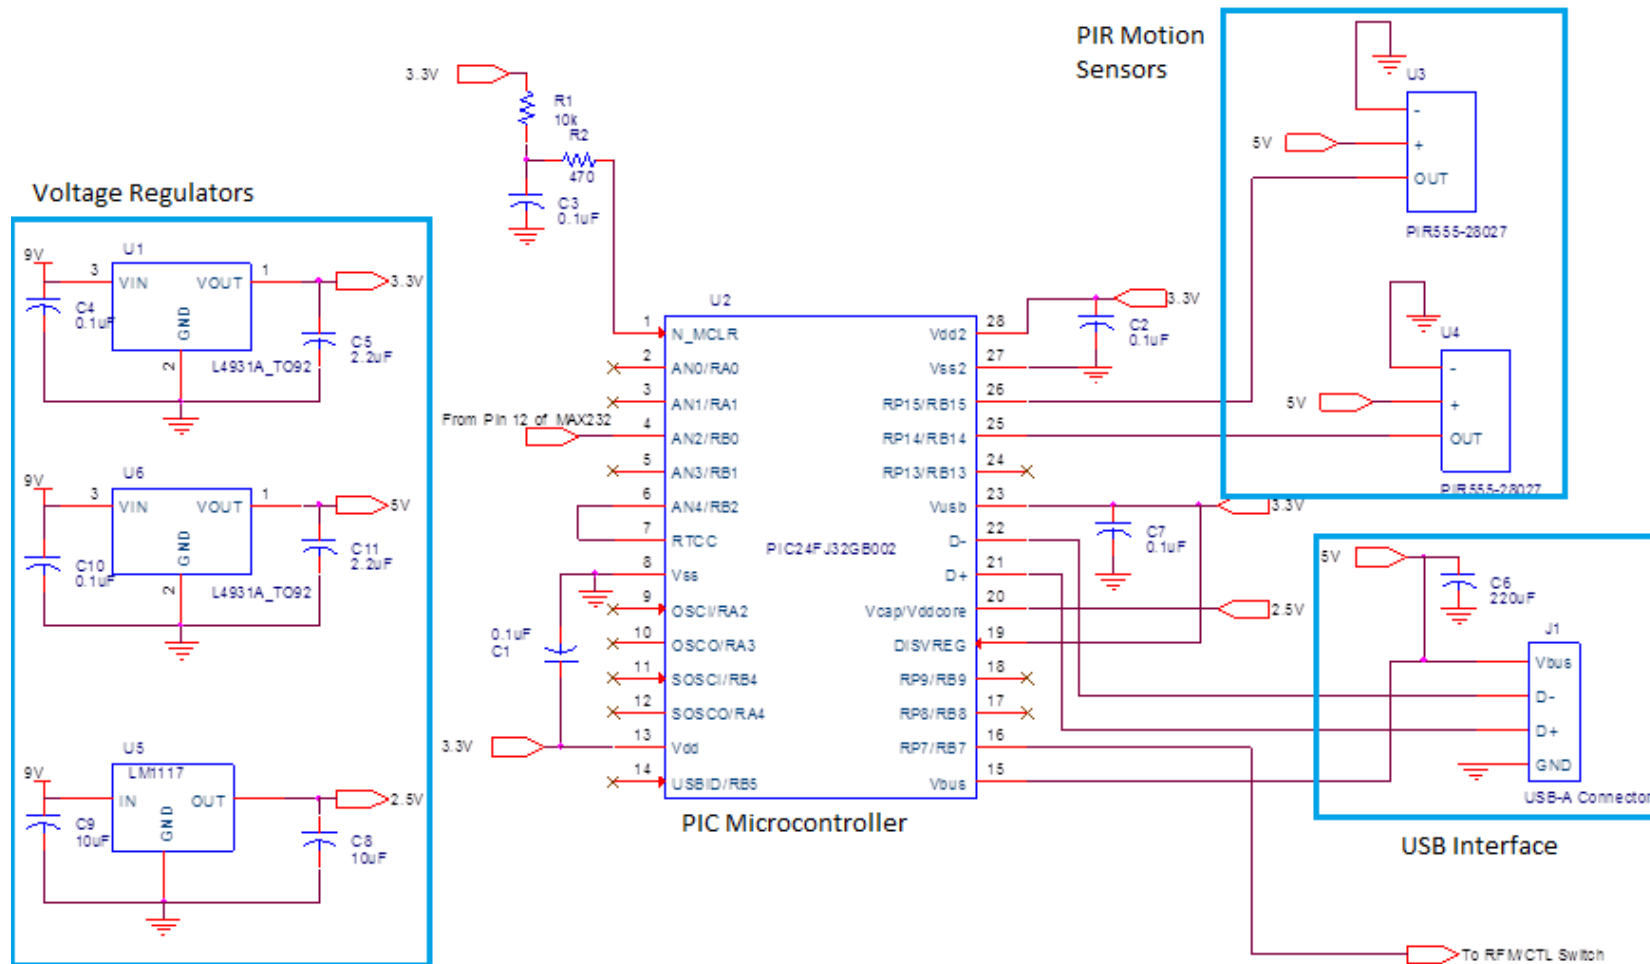 PIR Motion
Sensors
3.3V
R1
10k
R2
470
C3
0.1uF
U3
-
5V
+
OUT
PIR555-28027
U4
-
5V
+
OUT
PIR555-28027
Voltage Regulators
9V
U1
3
VIN
VOUT
1
3.3V
GND
2
C4
0.1uF
C5
2.2uF
L4931A_TO92
9V
U6
3
VIN
VOUT
1
5V
GND
2
C10
0.1uF
C11
2.2uF
L4931A_TO92
9V
U5
LM1117
IN
OUT
2.5V
GND
C9
10uF
C8
10uF
U2
1
N_MCLR
2
AN0/RA0
3
AN1/RA1
From Pin 12 of MAX232
4
AN2/RB0
5
AN3/RB1
6
AN4/RB2
7
RTCC
8
Vss
9
OSCI/RA2
10
OSCO/RA3
11
SOSCI/RB4
12
SOSCO/RA4
3.3V
13
Vdd
14
USBID/RB5
0.1uF
C1
PIC24FJ32GB002
Vdd2
28
3.3V
C2
0.1uF
Vss2
27
RP15/RB15
26
RP14/RB14
25
RP13/RB13
24
Vusb
23
3.3V
C7
0.1uF
D-
22
D+
21
Vcap/Vddcore
20
2.5V
DISVREG
19
RP9/RB9
18
RP8/RB8
17
RP7/RB7
16
Vbus
15
PIC Microcontroller
5V
C6
220uF
J1
Vbus
D-
D+
GND
USB-A Connector
USB Interface
To RFM/CTL Switch